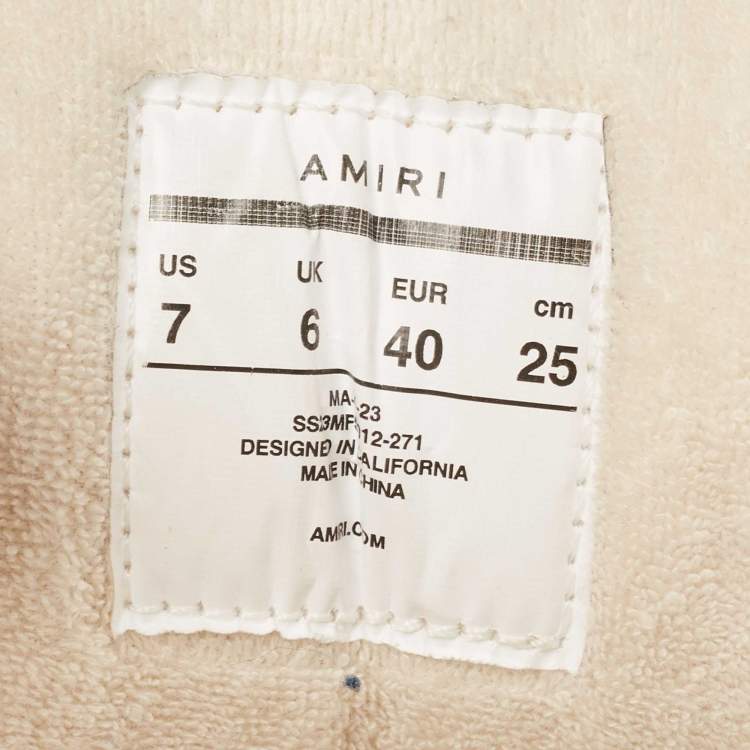 AMIRI
US UK EUR cm
7 6 40 25
DESIGNED IN CALIFORNIA
MADE IN CHINA
AMIRI.COM